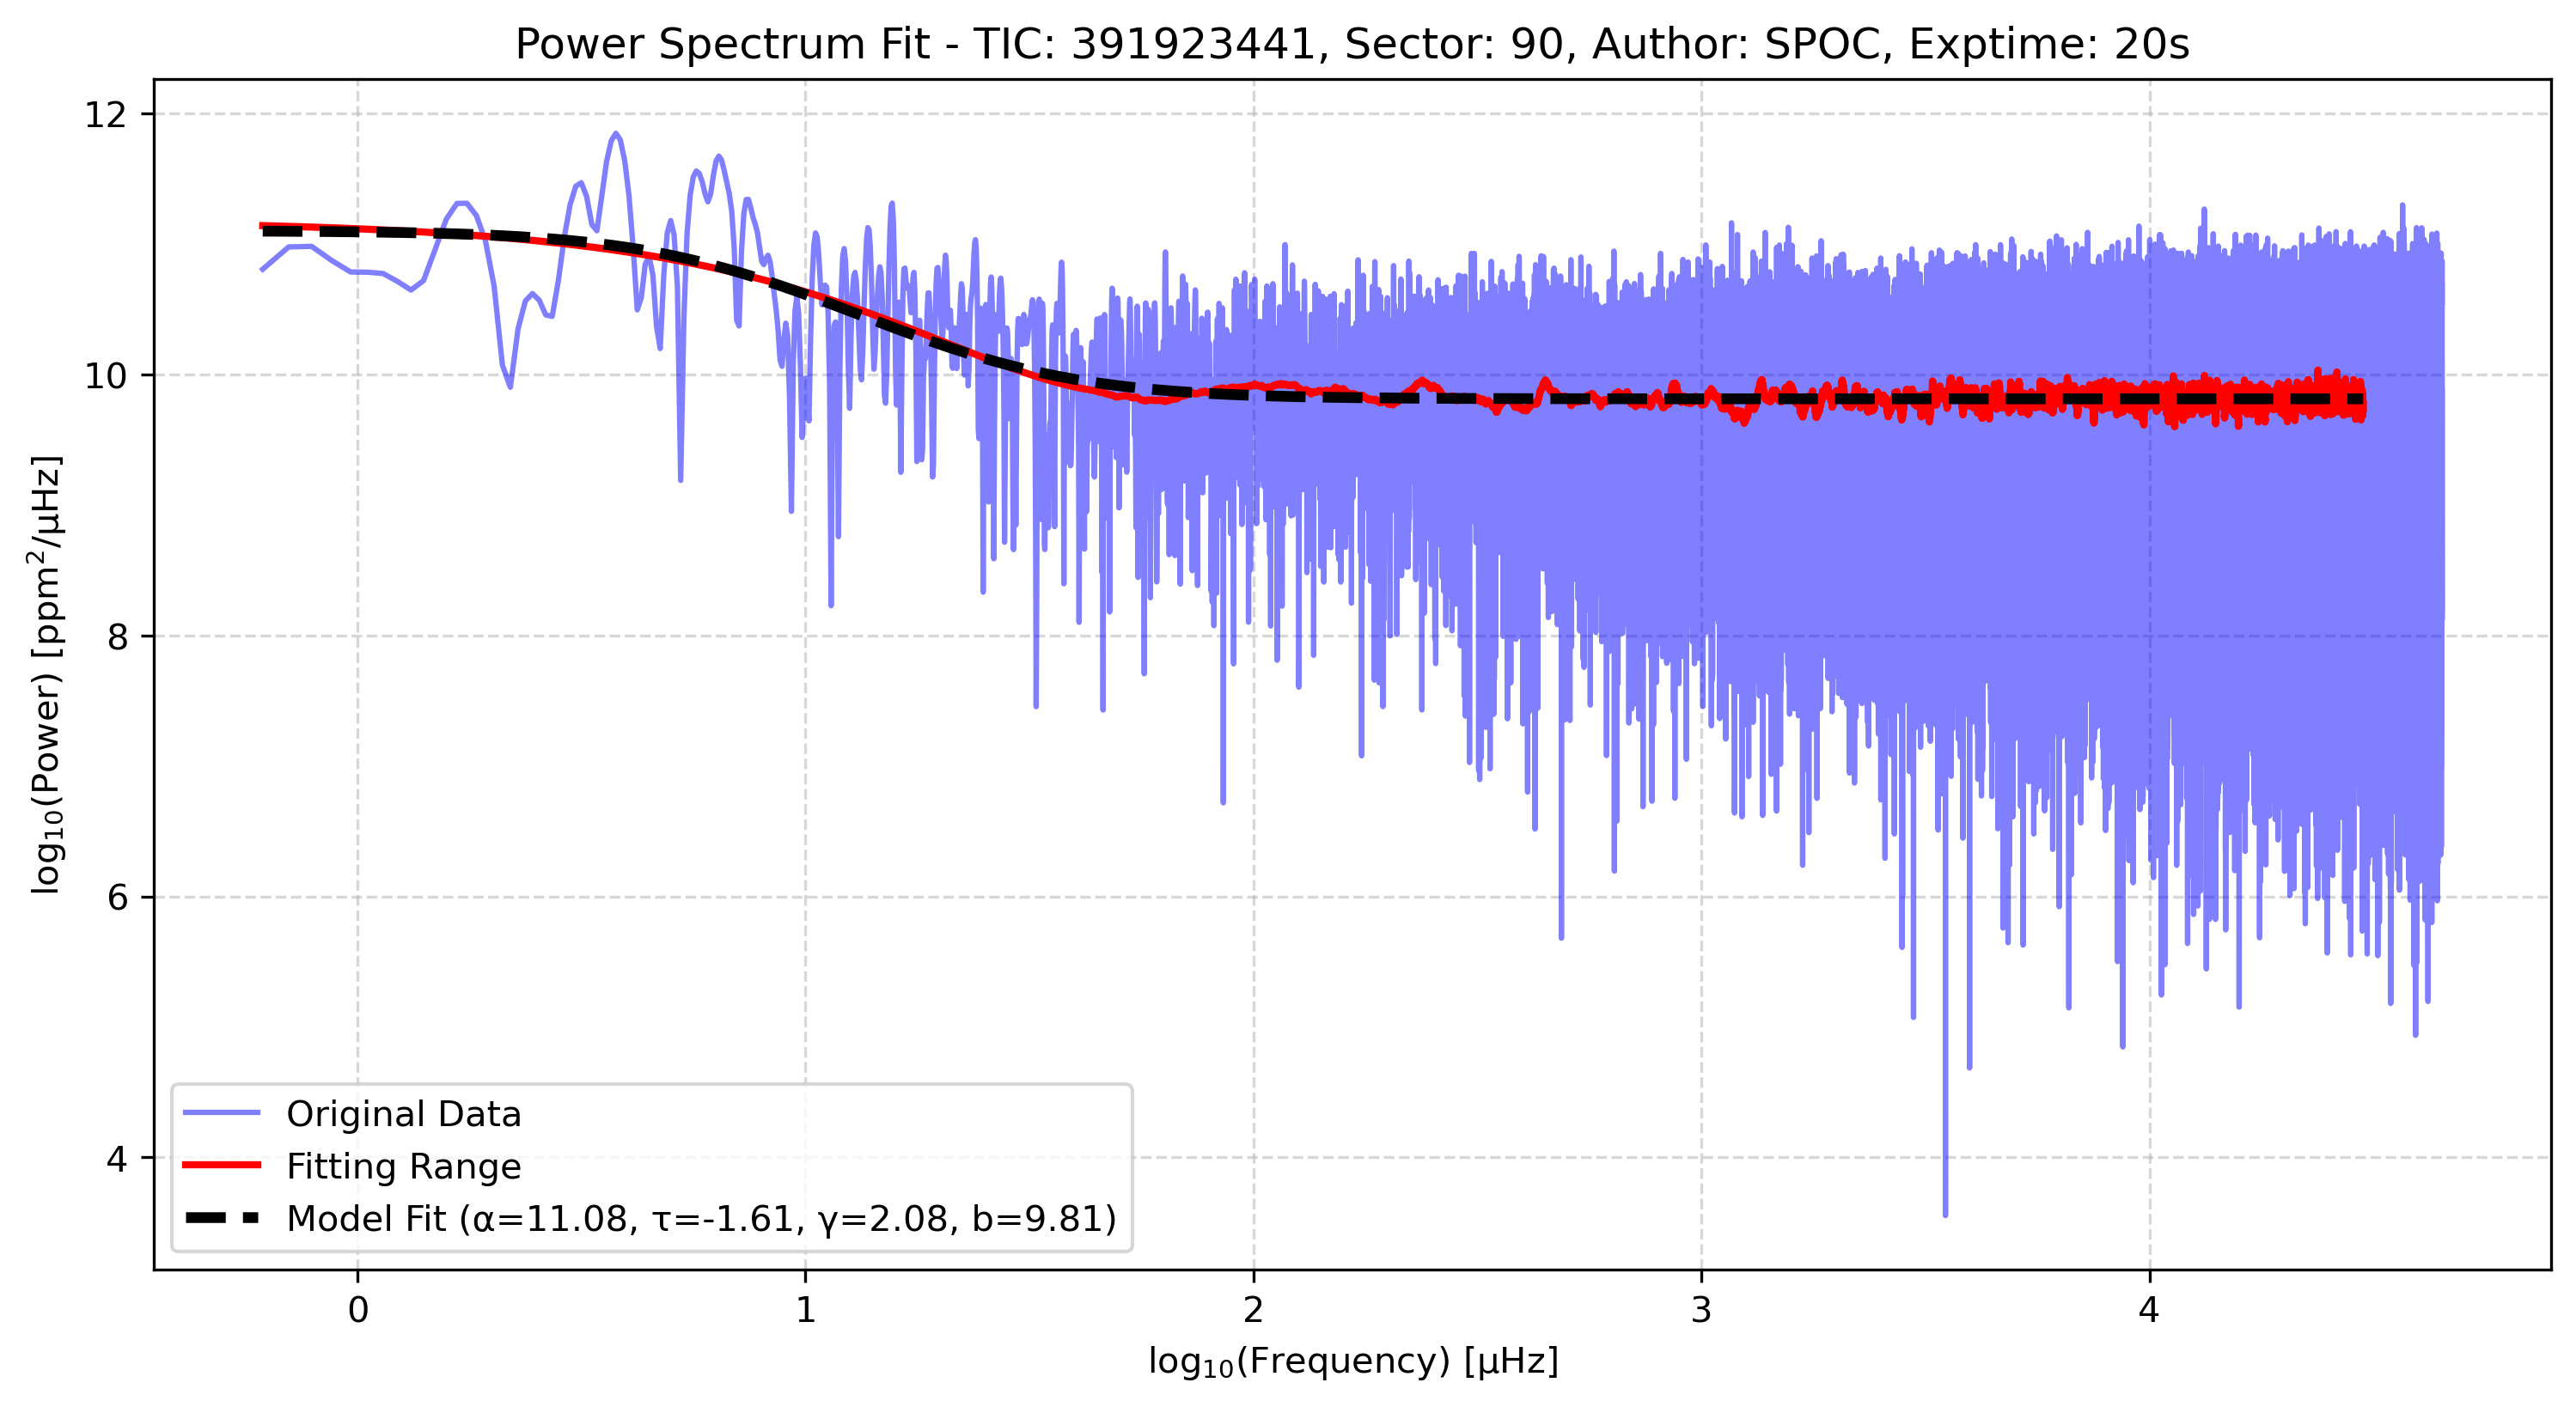 Power Spectrum Fit - TIC: 391923441, Sector: 90, Author: SPOC, Exptime: 20s
12
10
8
6
4
log₁₀(Power) [ppm²/μHz]
Original Data
Fitting Range
Model Fit (α=11.08, τ=-1.61, γ=2.08, b=9.81)
0 1 2 3 4
log₁₀(Frequency) [μHz]